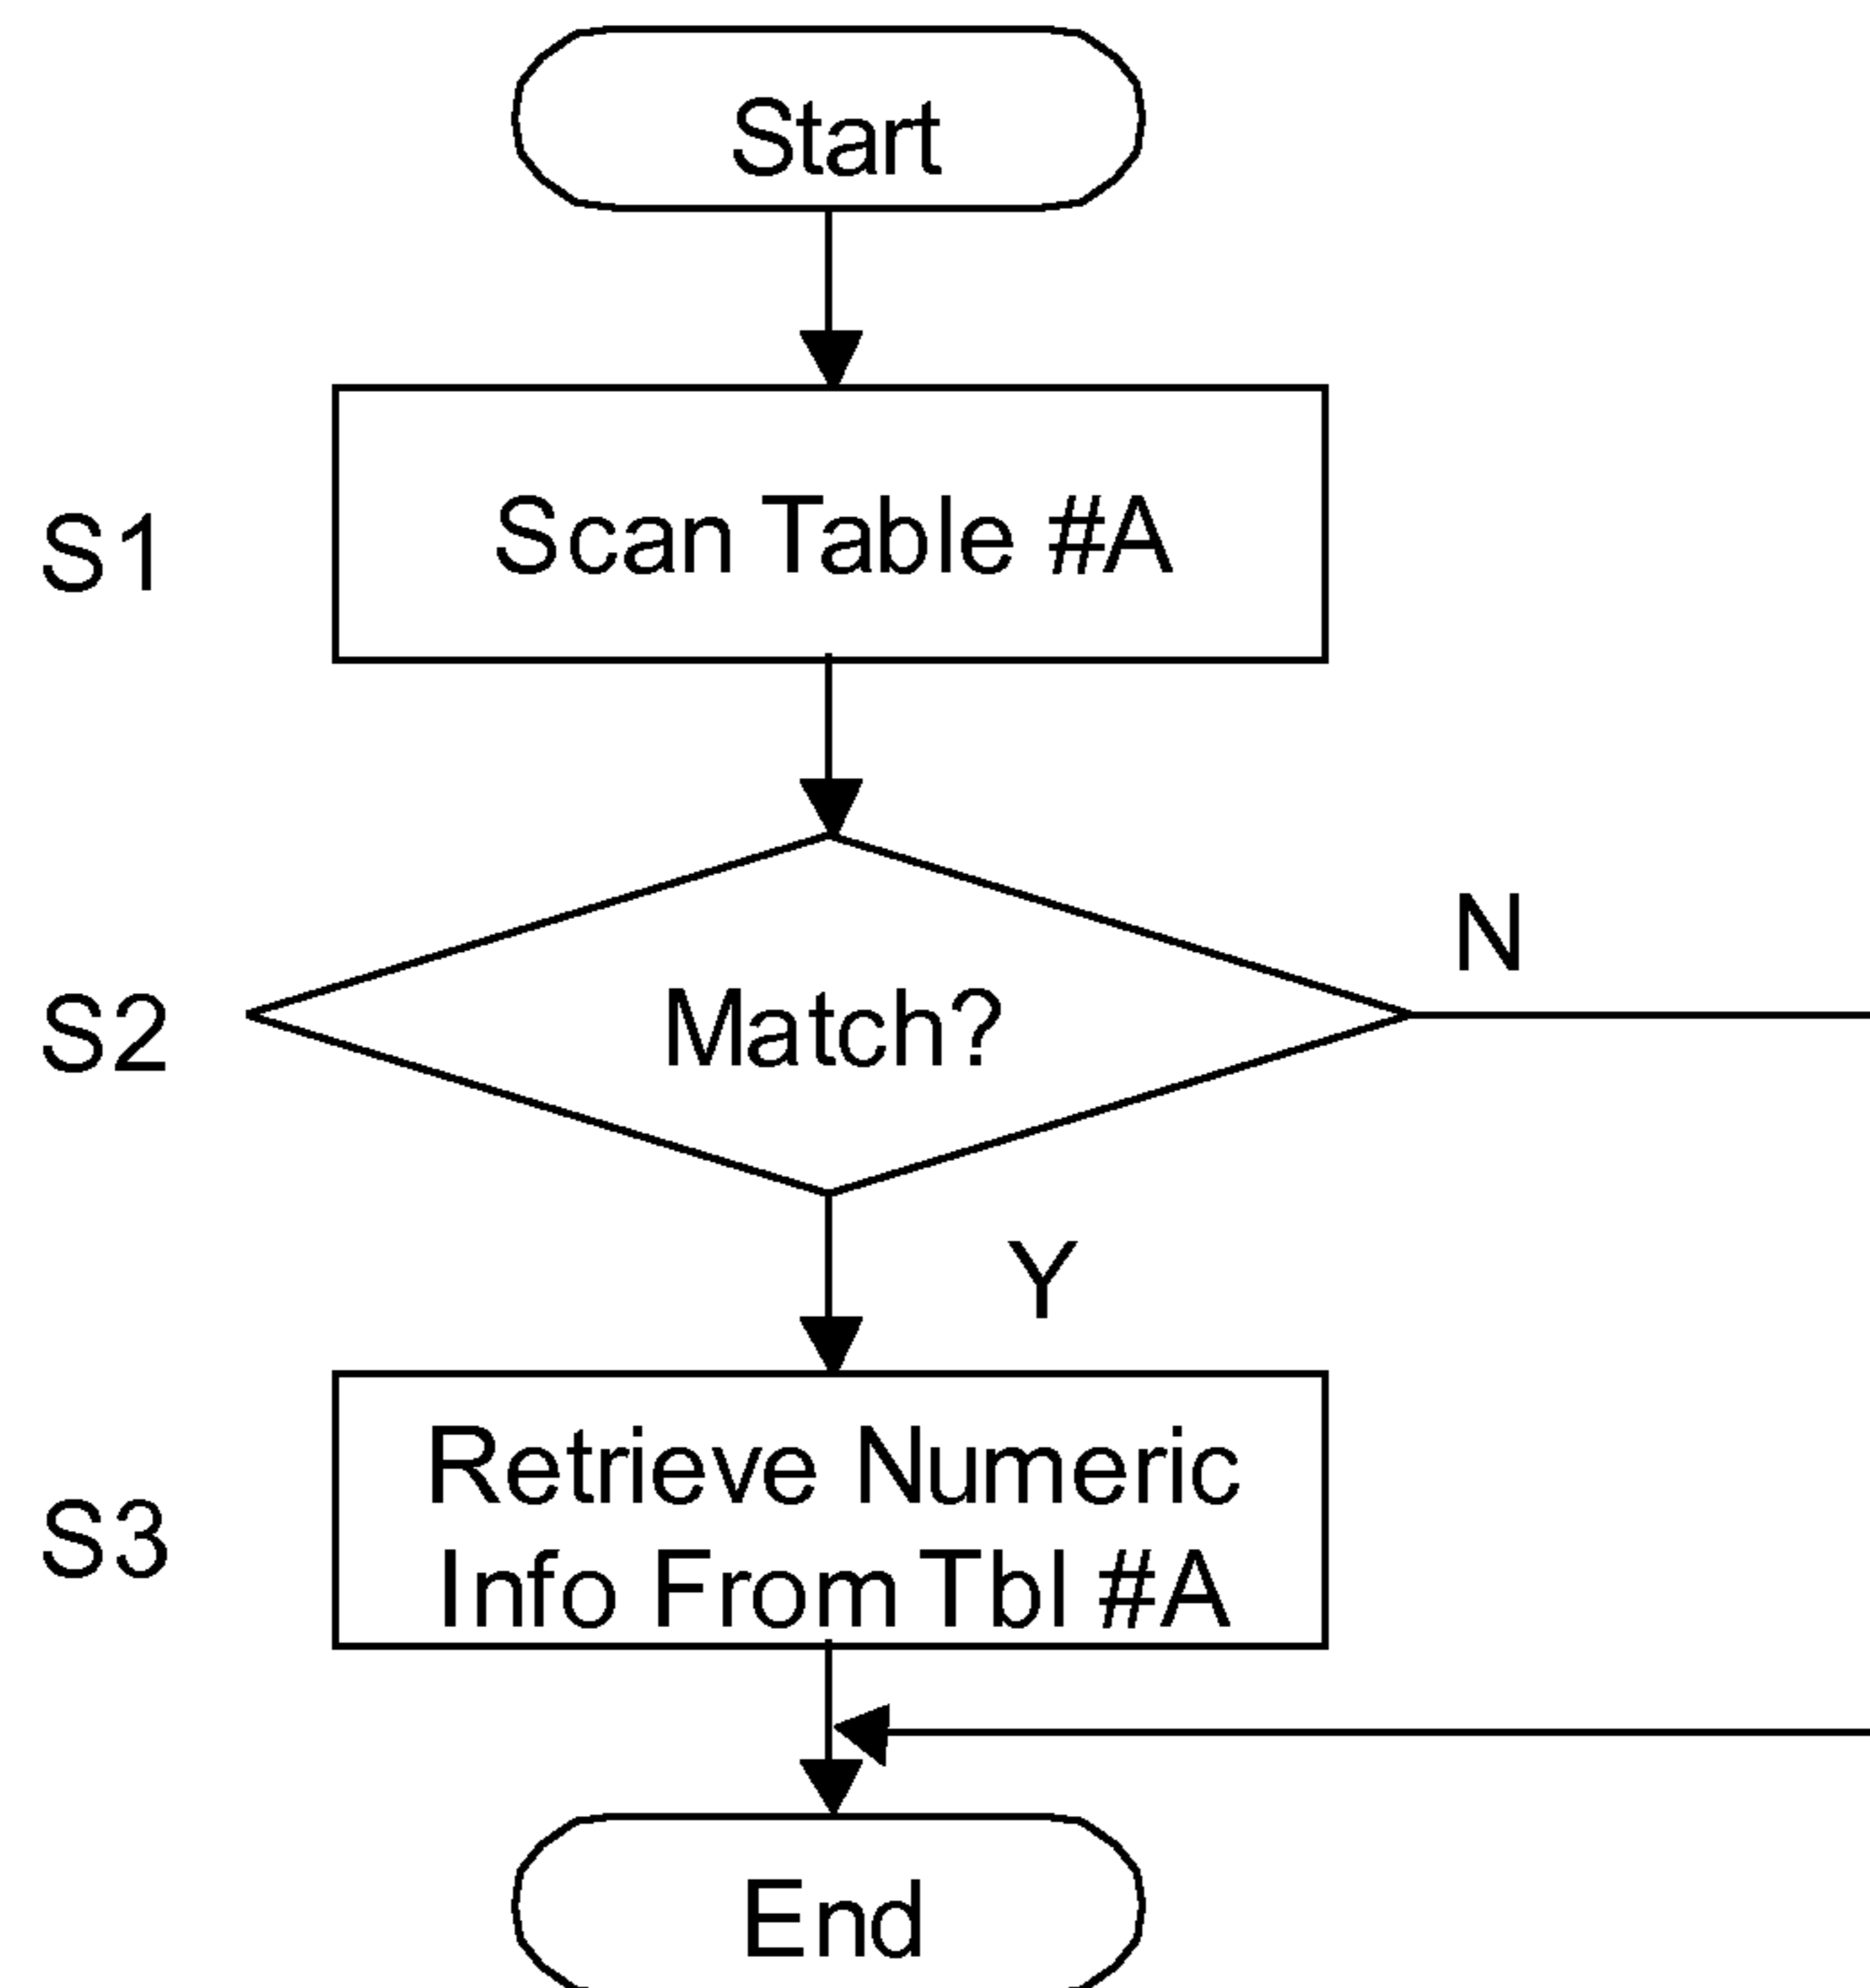 Start
S1
Scan Table #A
N
S2
Match?
Y
Retrieve Numeric
S3
Info From Tbl #A
End